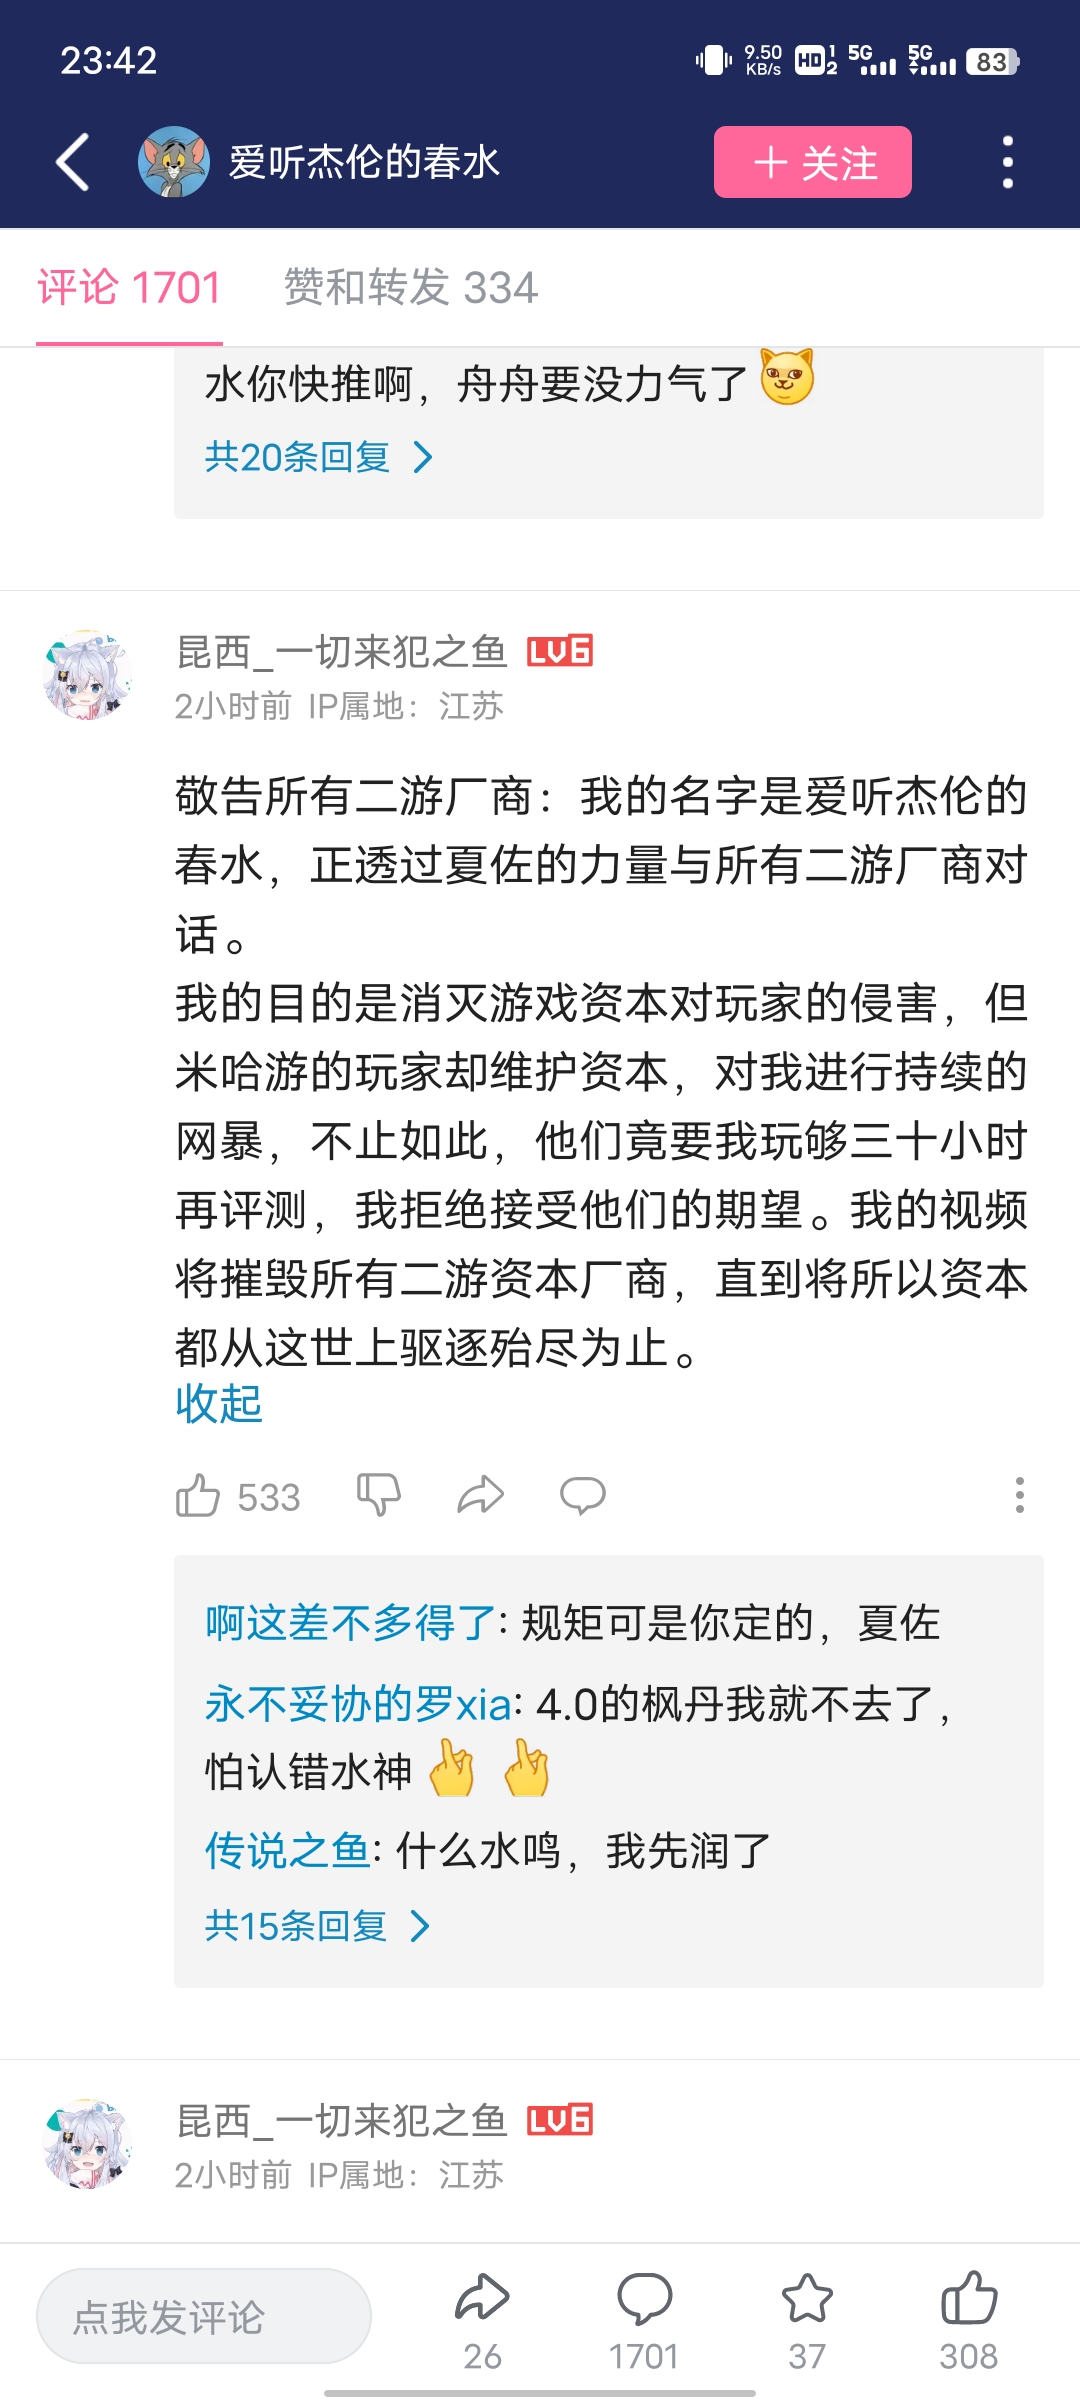 23:42
9.50 KB/s
HD 1 2
5G
5G
83
爱听杰伦的春水
+ 关注
评论 1701
赞和转发 334
水你快推啊，舟舟要没力气了
共20条回复
昆西_一切来犯之鱼 LV6
2小时前 IP属地：江苏
敬告所有二游厂商：我的名字是爱听杰伦的
春水，正透过夏佐的力量与所有二游厂商对
话。
我的目的是消灭游戏资本对玩家的侵害，但
米哈游的玩家却维护资本，对我进行持续的
网暴，不止如此，他们竟要我玩够三十小时
再评测，我拒绝接受他们的期望。我的视频
将摧毁所有二游资本厂商，直到将所以资本
都从这世上驱逐殆尽为止。
收起
533
啊这差不多得了: 规矩可是你定的，夏佐
永不妥协的罗xia: 4.0的枫丹我就不去了，
怕认错水神
传说之鱼: 什么水鸣，我先润了
共15条回复
昆西_一切来犯之鱼 LV6
2小时前 IP属地：江苏
点我发评论
26
1701
37
308